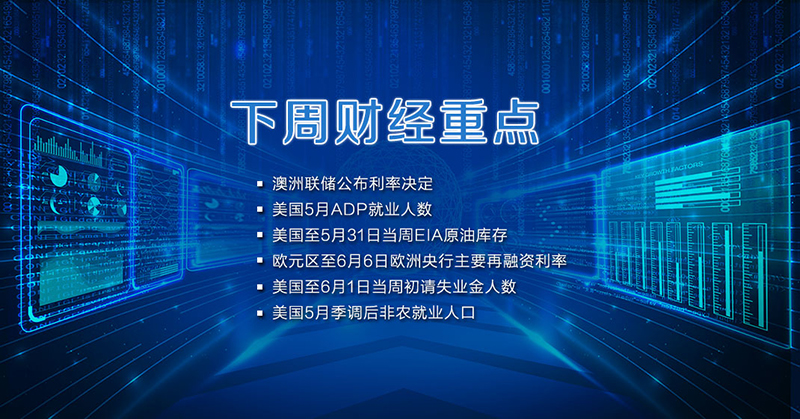 下周财经重点
澳洲联储公布利率决定
美国5月ADP就业人数
美国至5月31日当周EIA原油库存
欧元区至6月6日欧洲央行主要再融资利率
美国至6月1日当周初请失业金人数
美国5月季调后非农就业人口